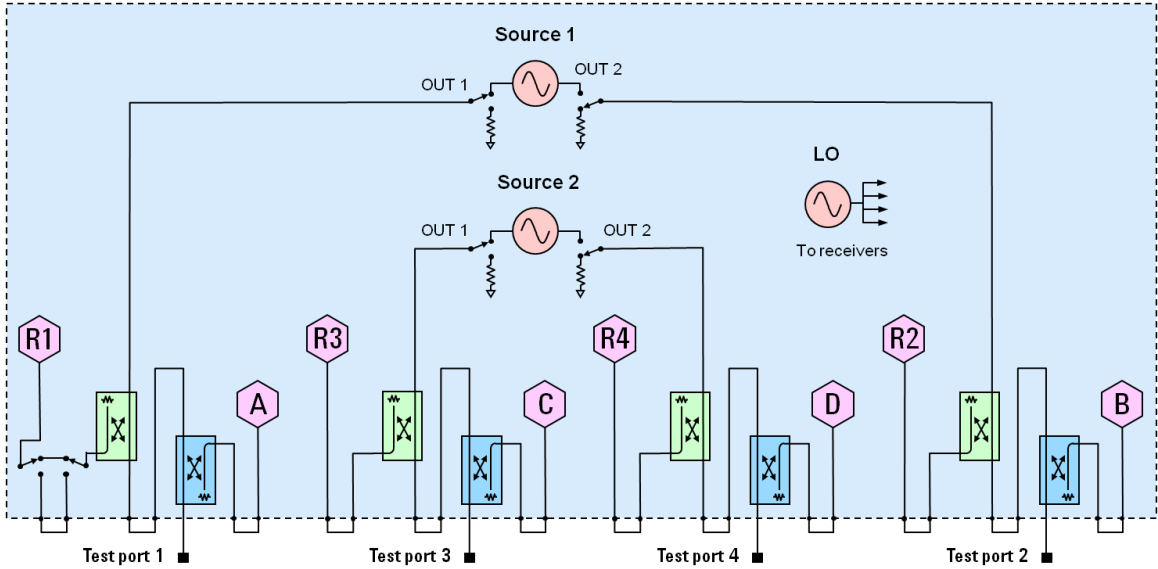 Source 1
OUT 1
OUT 2
LO
Source 2
OUT 1
OUT 2
To receivers
R1
R3
R4
R2
A
C
D
B
Test port 1
Test port 3
Test port 4
Test port 2